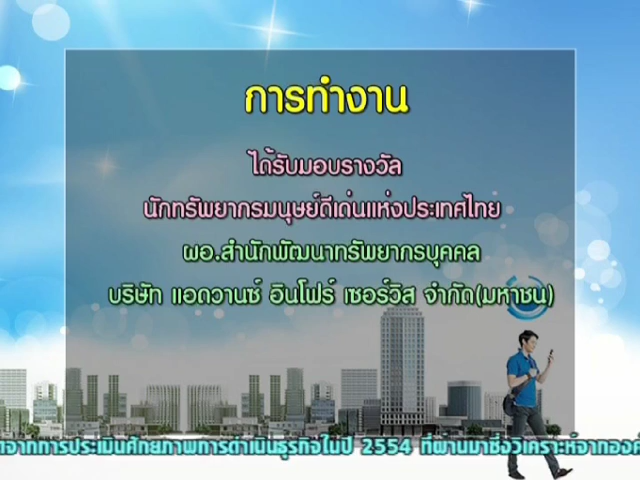 การทำงาน
ได้รับมอบรางวัล
นักทรัพยากรมนุษย์ดีเด่นแห่งประเทศไทย
ผอ.สำนักพัฒนาทรัพยากรบุคคล
บริษัท แอดวานซ์ อินโฟร์ เซอร์วิส จำกัด(มหาชน)
จากการประเมินศักยภาพการดำเนินธุรกิจในปี 2554 ที่ผ่านมาซึ่งวิเคราะห์จากองค์